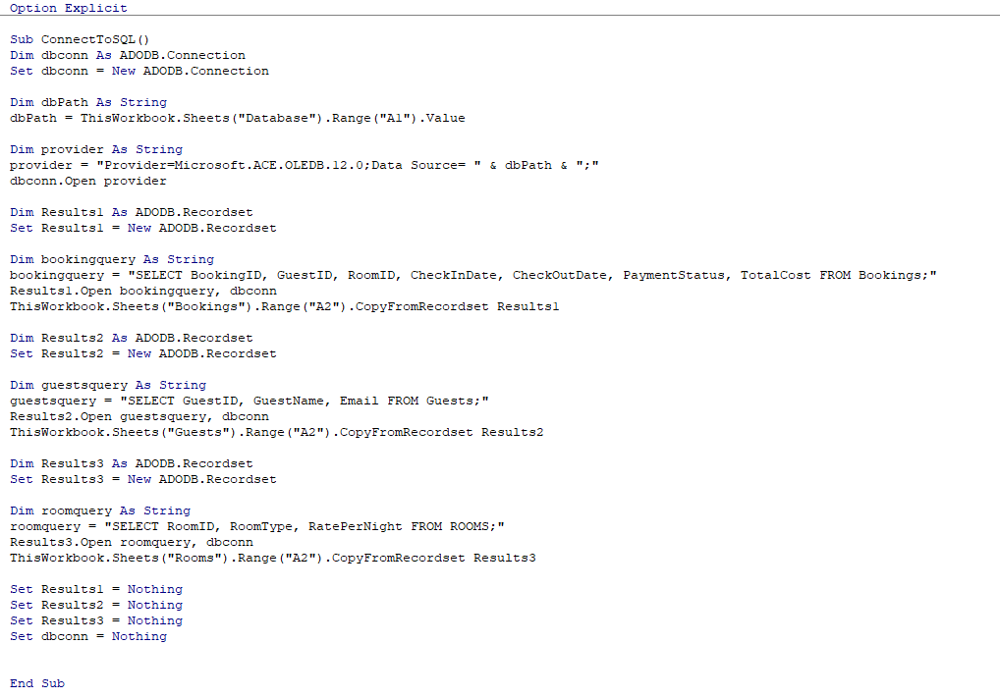 Option Explicit
Sub ConnectToSQL()
Dim dbconn As ADODB.Connection
Set dbconn = New ADODB.Connection
Dim dbPath As String
dbPath = ThisWorkbook.Sheets("Database").Range("A1").Value
Dim provider As String
provider = "Provider=Microsoft.ACE.OLEDB.12.0;Data Source= " & dbPath & ";"
dbconn.Open provider
Dim Results1 As ADODB.Recordset
Set Results1 = New ADODB.Recordset
Dim bookingquery As String
bookingquery = "SELECT BookingID, GuestID, RoomID, CheckInDate, CheckOutDate, PaymentStatus, TotalCost FROM Bookings;"
Results1.Open bookingquery, dbconn
ThisWorkbook.Sheets("Bookings").Range("A2").CopyFromRecordset Results1
Dim Results2 As ADODB.Recordset
Set Results2 = New ADODB.Recordset
Dim guestsquery As String
guestsquery = "SELECT GuestID, GuestName, Email FROM Guests;"
Results2.Open guestsquery, dbconn
ThisWorkbook.Sheets("Guests").Range("A2").CopyFromRecordset Results2
Dim Results3 As ADODB.Recordset
Set Results3 = New ADODB.Recordset
Dim roomquery As String
roomquery = "SELECT RoomID, RoomType, RatePerNight FROM ROOMS;"
Results3.Open roomquery, dbconn
ThisWorkbook.Sheets("Rooms").Range("A2").CopyFromRecordset Results3
Set Results1 = Nothing
Set Results2 = Nothing
Set Results3 = Nothing
Set dbconn = Nothing
End Sub